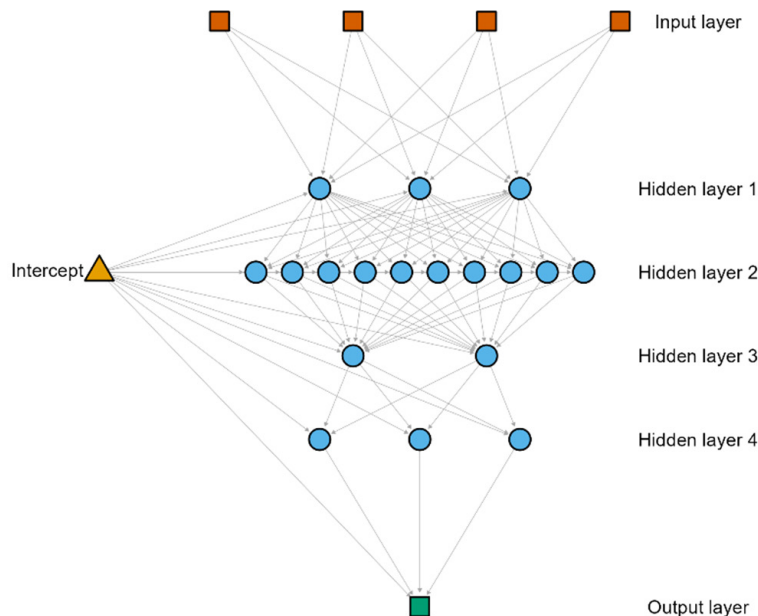 Input layer
Hidden layer 1
Intercept
Hidden layer 2
Hidden layer 3
Hidden layer 4
Output layer